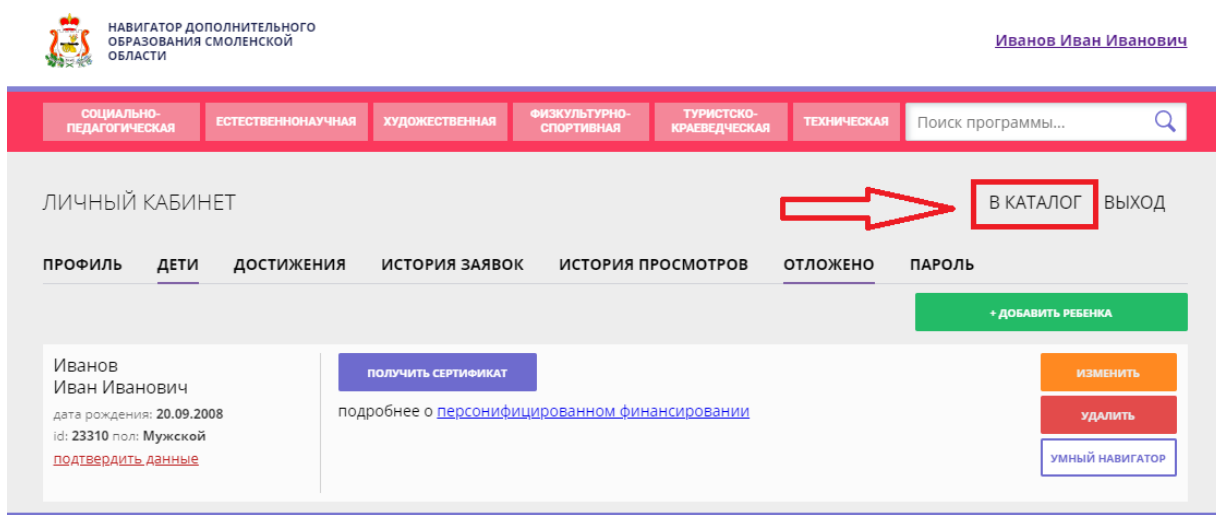 НАВИГАТОР ДОПОЛНИТЕЛЬНОГО
ОБРАЗОВАНИЯ СМОЛЕНСКОЙ
ОБЛАСТИ
Иванов Иван Иванович
СОЦИАЛЬНО-
ПЕДАГОГИЧЕСКАЯ
ЕСТЕСТВЕННОНАУЧНАЯ
ХУДОЖЕСТВЕННАЯ
ФИЗКУЛЬТУРНО-
СПОРТИВНАЯ
ТУРИСТСКО-
КРАЕВЕДЧЕСКАЯ
ТЕХНИЧЕСКАЯ
Поиск программы...
ЛИЧНЫЙ КАБИНЕТ
В КАТАЛОГ
ВЫХОД
ПРОФИЛЬ ДЕТИ ДОСТИЖЕНИЯ ИСТОРИЯ ЗАЯВОК ИСТОРИЯ ПРОСМОТРОВ ОТЛОЖЕНО ПАРОЛЬ
+ ДОБАВИТЬ РЕБЕНКА
Иванов
Иван Иванович
дата рождения: 20.09.2008
id: 23310 пол: Мужской
подтвердить данные
ПОЛУЧИТЬ СЕРТИФИКАТ
подробнее о персонифицированном финансировании
ИЗМЕНИТЬ
УДАЛИТЬ
УМНЫЙ НАВИГАТОР